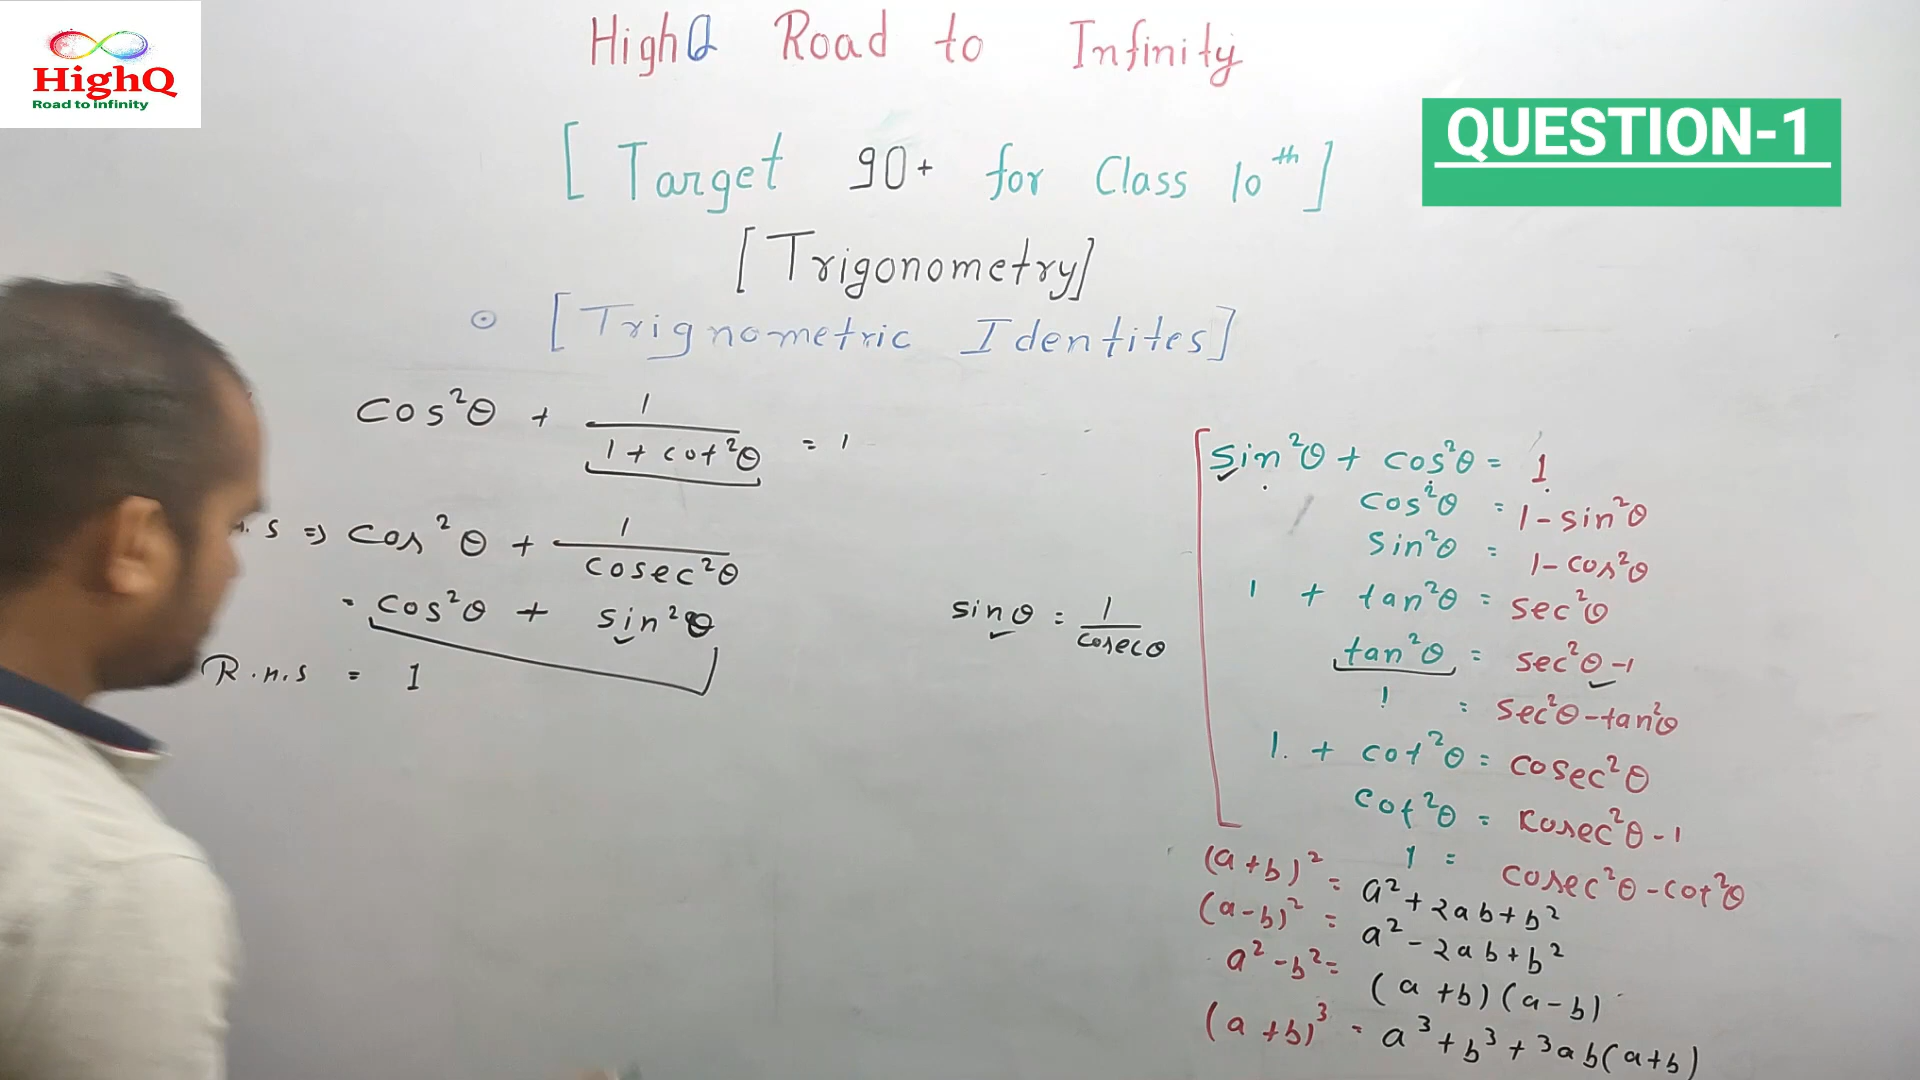 HighQ
Road to infinity
HighQ Road to Infinity
QUESTION-1
[Target 90+ for Class 10th]
[Trigonometry]
[Trignometric Identites]
cos²θ + 1/(1 + cot²θ) = 1
s ⇒ cos²θ + 1/cosec²θ
= cos²θ + sin²θ
R.H.S = 1
sinθ = 1/cosecθ
sin²θ + cos²θ = 1
cos²θ = 1-sin²θ
sin²θ = 1-cos²θ
1 + tan²θ = sec²θ
tan²θ = sec²θ-1
1 = sec²θ-tan²θ
1. + cot²θ = cosec²θ
cot²θ = cosec²θ-1
1 = cosec²θ-cot²θ
(a+b)² = a²+2ab+b²
(a-b)² = a²-2ab+b²
a²-b² = (a+b)(a-b)
(a+b)³ = a³+b³+3ab(a+b)